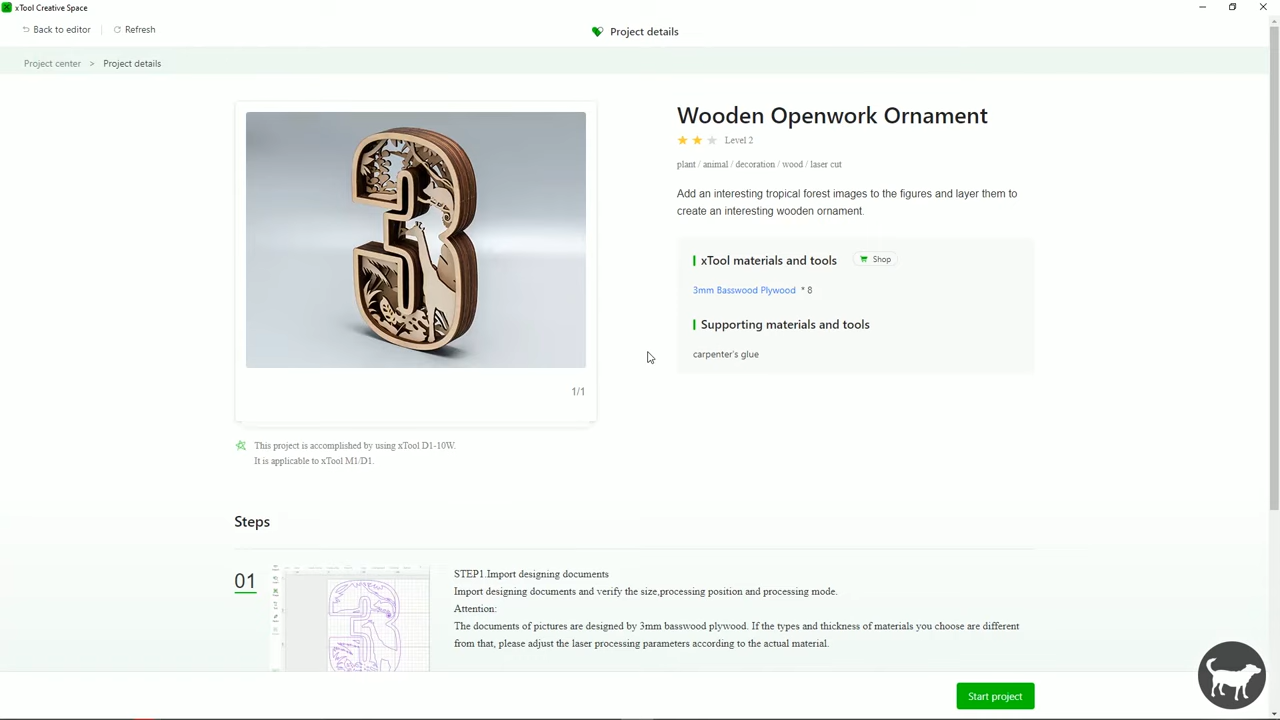 xTool Creative Space
Back to editor
Refresh
Project details
Project center > Project details
Wooden Openwork Ornament
Level 2
plant / animal / decoration / wood / laser cut
Add an interesting tropical forest images to the figures and layer them to
create an interesting wooden ornament.
xTool materials and tools
Shop
3mm Basswood Plywood * 8
Supporting materials and tools
carpenter's glue
1/1
This project is accomplished by using xTool D1-10W.
It is applicable to xTool M1/D1.
Steps
01
STEP1.Import designing documents
Import designing documents and verify the size,processing position and processing mode.
Attention:
The documents of pictures are designed by 3mm basswood plywood. If the types and thickness of materials you choose are different
from that, please adjust the laser processing parameters according to the actual material.
Start project